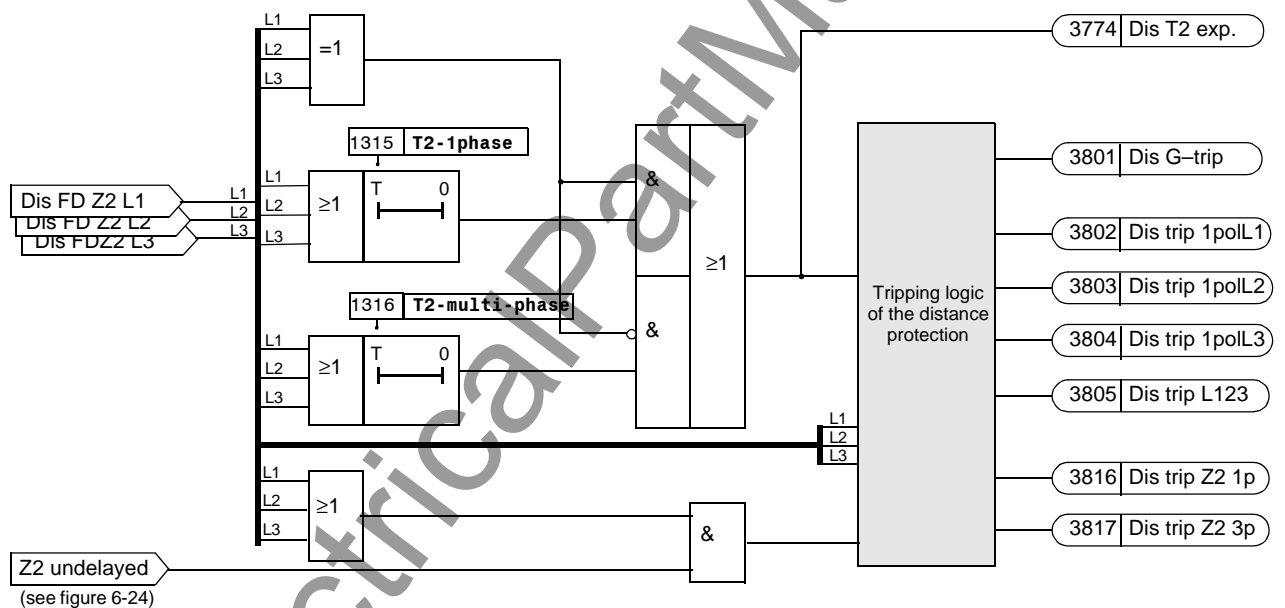 L1
L2
L3
=1
3774 Dis T2 exp.
1315 T2-1phase
L1
L2
L3
≥1
T 0
Dis FD Z2 L1
Dis FD Z2 L2
Dis FDZ2 L3
L1
L2
L3
&
≥1
&
1316 T2-multi-phase
L1
L2
L3
≥1
T 0
Tripping logic
of the distance
protection
L1
L2
L3
3801 Dis G–trip
3802 Dis trip 1polL1
3803 Dis trip 1polL2
3804 Dis trip 1polL3
3805 Dis trip L123
3816 Dis trip Z2 1p
3817 Dis trip Z2 3p
L1
L2
L3
≥1
&
Z2 undelayed
(see figure 6-24)